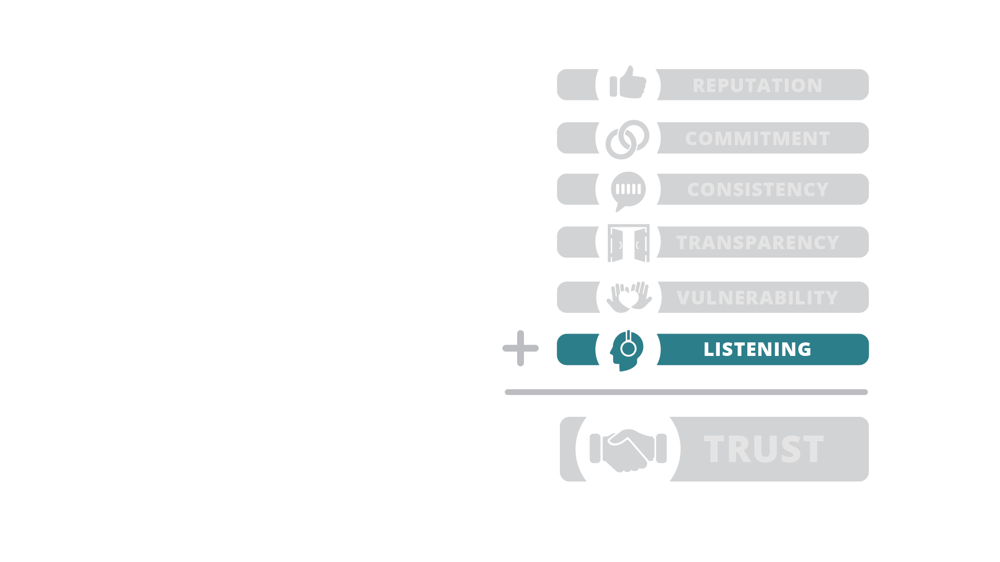 REPUTATION
COMMITMENT
CONSISTENCY
TRANSPARENCY
VULNERABILITY
+ LISTENING
TRUST